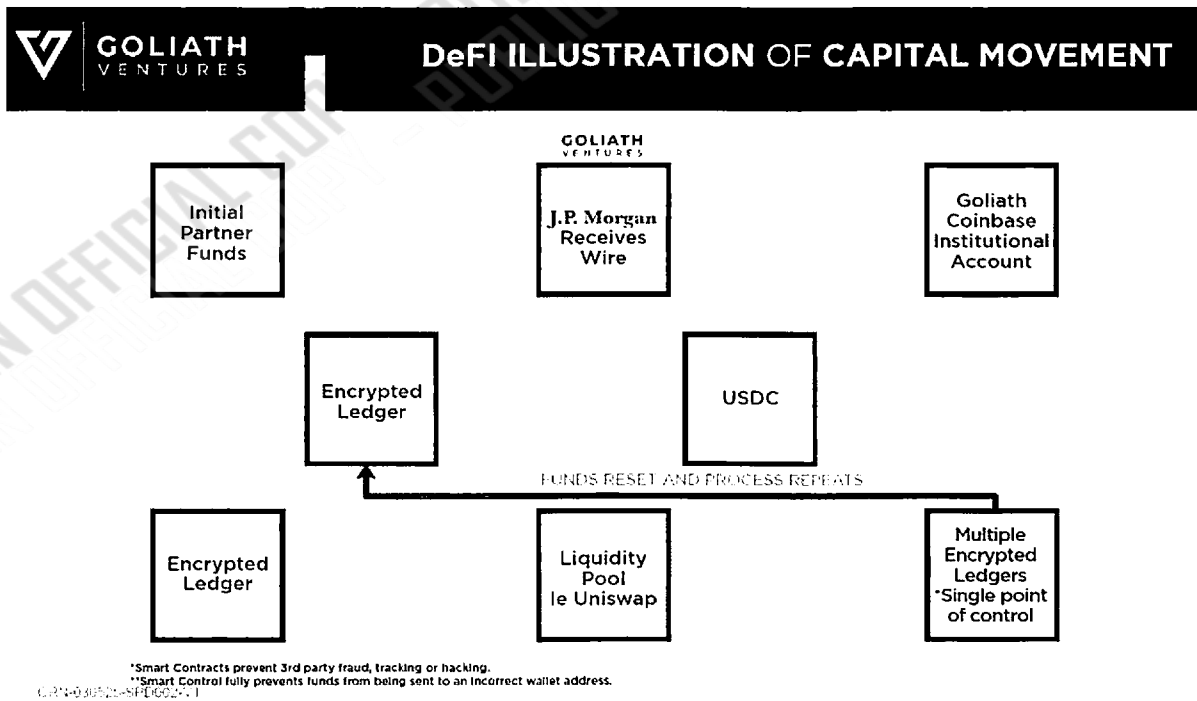 GOLIATH
VENTURES
DeFI ILLUSTRATION OF CAPITAL MOVEMENT
GOLIATH
VENTURES
Initial
Partner
Funds
J.P. Morgan
Receives
Wire
Goliath
Coinbase
Institutional
Account
Encrypted
Ledger
USDC
FUNDS RESET AND PROCESS REPEATS
Encrypted
Ledger
Liquidity
Pool
Ie Uniswap
Multiple
Encrypted
Ledgers
*Single point
of control
*Smart Contracts prevent 3rd party fraud, tracking or hacking.
**Smart Control fully prevents funds from being sent to an incorrect wallet address.
OFFICIAL COPY